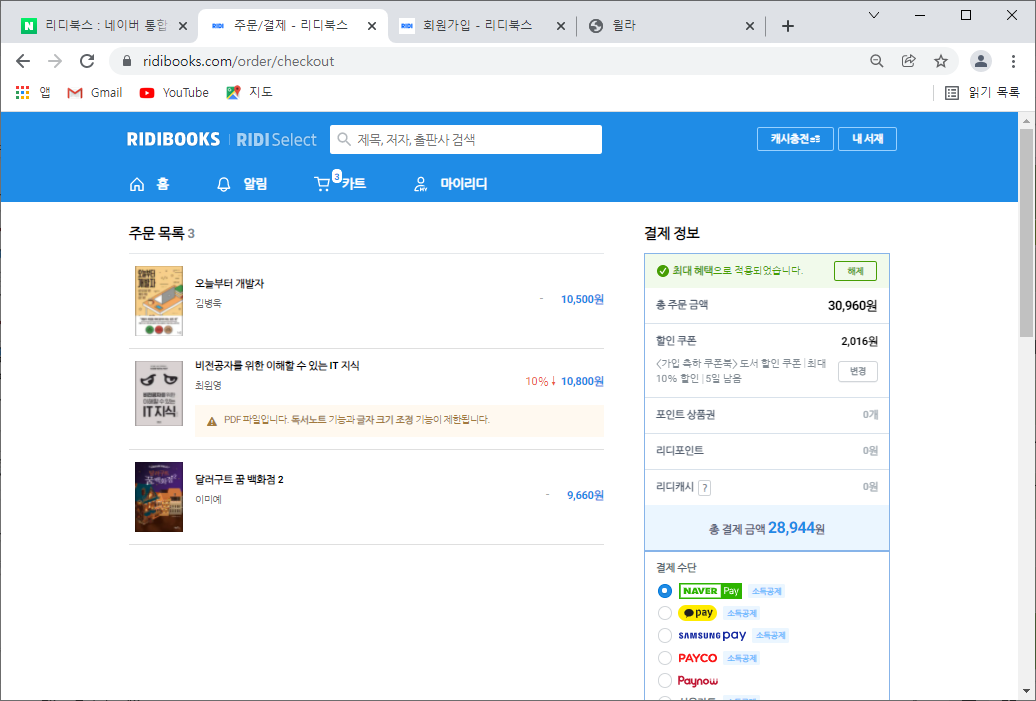 리디북스 : 네이버 통합
주문/결제 - 리디북스
회원가입 - 리디북스
윌라
ridibooks.com/order/checkout
앱
Gmail
YouTube
지도
읽기 목록
RIDIBOOKS
RIDI Select
제목, 저자, 출판사 검색
캐시충전
내 서재
홈
알림
3
카트
마이리디
주문 목록 3
오늘부터 개발자
김병욱
- 10,500원
비전공자를 위한 이해할 수 있는 IT 지식
최원영
10%↓ 10,800원
PDF 파일입니다. 독서노트 기능과 글자 크기 조정 기능이 제한됩니다.
달러구트 꿈 백화점 2
이미예
- 9,660원
결제 정보
최대 혜택으로 적용되었습니다.
해제
총 주문 금액 30,960원
할인 쿠폰 2,016원
<가입 축하 쿠폰북> 도서 할인 쿠폰 | 최대
10% 할인 | 5일 남음
변경
포인트 상품권 0개
리디포인트 0원
리디캐시 ? 0원
총 결제 금액 28,944원
결제 수단
NAVER Pay 소득공제
pay 소득공제
SAMSUNG pay 소득공제
PAYCO 소득공제
Paynow